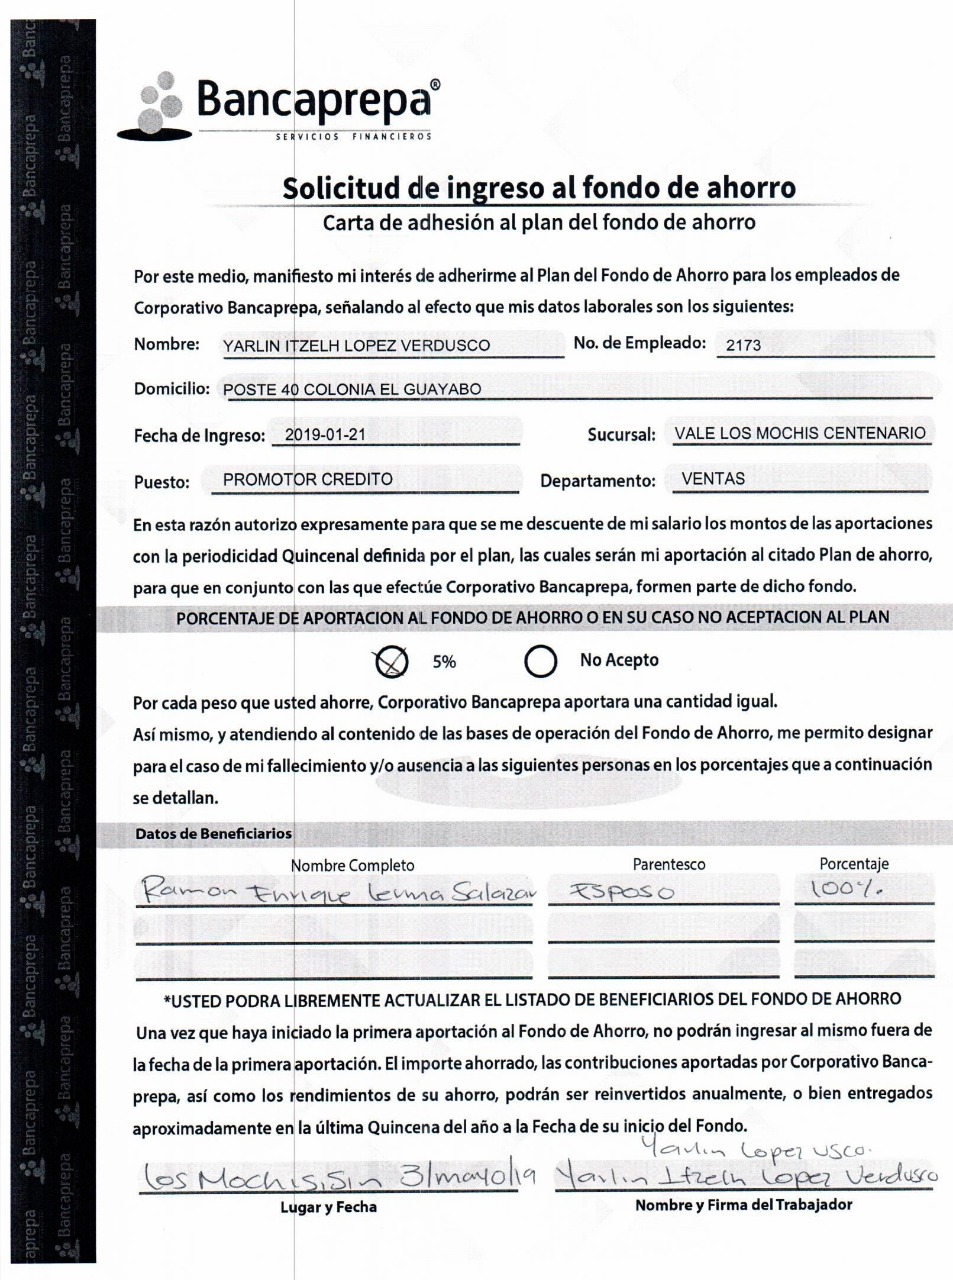 Bancaprepa®
SERVICIOS FINANCIEROS
Solicitud de ingreso al fondo de ahorro
Carta de adhesión al plan del fondo de ahorro
Por este medio, manifiesto mi interés de adherirme al Plan del Fondo de Ahorro para los empleados de
Corporativo Bancaprepa, señalando al efecto que mis datos laborales son los siguientes:
Nombre: YARLIN ITZELH LOPEZ VERDUSCO No. de Empleado: 2173
Domicilio: POSTE 40 COLONIA EL GUAYABO
Fecha de Ingreso: 2019-01-21 Sucursal: VALE LOS MOCHIS CENTENARIO
Puesto: PROMOTOR CREDITO Departamento: VENTAS
En esta razón autorizo expresamente para que se me descuente de mi salario los montos de las aportaciones
con la periodicidad Quincenal definida por el plan, las cuales serán mi aportación al citado Plan de ahorro,
para que en conjunto con las que efectúe Corporativo Bancaprepa, formen parte de dicho fondo.
PORCENTAJE DE APORTACION AL FONDO DE AHORRO O EN SU CASO NO ACEPTACION AL PLAN
5% No Acepto
Por cada peso que usted ahorre, Corporativo Bancaprepa aportara una cantidad igual.
Así mismo, y atendiendo al contenido de las bases de operación del Fondo de Ahorro, me permito designar
para el caso de mi fallecimiento y/o ausencia a las siguientes personas en los porcentajes que a continuación
se detallan.
Datos de Beneficiarios
Nombre Completo Parentesco Porcentaje
Ramon Enrique Lerma Salazar Esposo 100%
*USTED PODRA LIBREMENTE ACTUALIZAR EL LISTADO DE BENEFICIARIOS DEL FONDO DE AHORRO
Una vez que haya iniciado la primera aportación al Fondo de Ahorro, no podrán ingresar al mismo fuera de
la fecha de la primera aportación. El importe ahorrado, las contribuciones aportadas por Corporativo Banca-
prepa, así como los rendimientos de su ahorro, podrán ser reinvertidos anualmente, o bien entregados
aproximadamente en la última Quincena del año a la Fecha de su inicio del Fondo.
Yarlin Lopez USCO.
Los Mochis, Sin 31/mayo/19 Yarlin Itzelh Lopez Verdusco
Lugar y Fecha Nombre y Firma del Trabajador